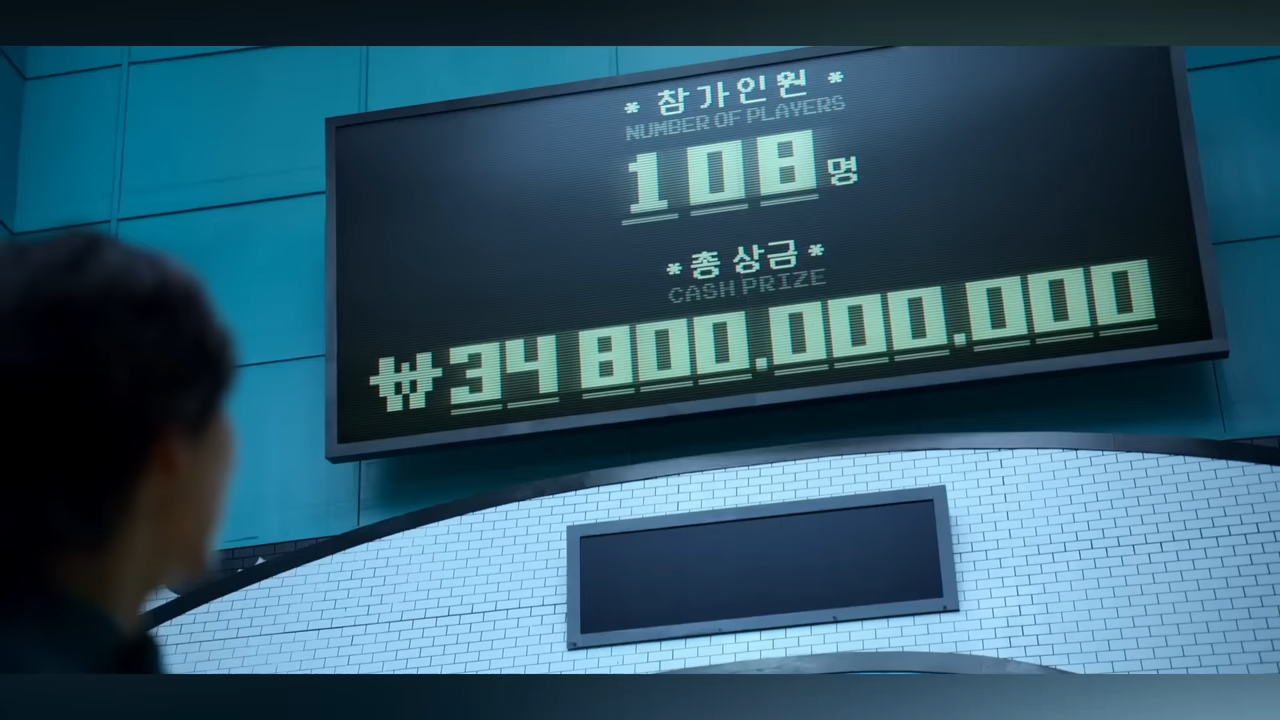 * 참가인원 *
NUMBER OF PLAYERS
108명
* 총 상금 *
CASH PRIZE
₩34 800.000.000